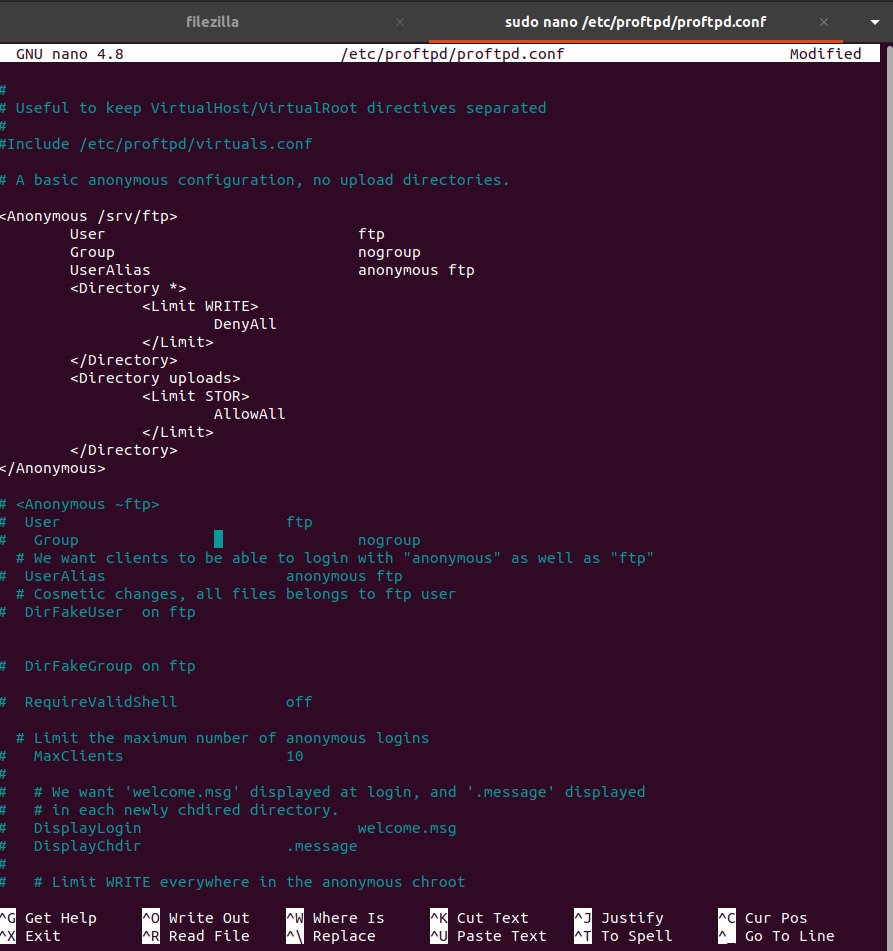 filezilla × sudo nano /etc/proftpd/proftpd.conf ×
GNU nano 4.8 /etc/proftpd/proftpd.conf Modified
#
# Useful to keep VirtualHost/VirtualRoot directives separated
#
#Include /etc/proftpd/virtuals.conf
# A basic anonymous configuration, no upload directories.
<Anonymous /srv/ftp>
User ftp
Group nogroup
UserAlias anonymous ftp
<Directory *>
<Limit WRITE>
DenyAll
</Limit>
</Directory>
<Directory uploads>
<Limit STOR>
AllowAll
</Limit>
</Directory>
</Anonymous>
# <Anonymous ~ftp>
# User ftp
# Group nogroup
# We want clients to be able to login with "anonymous" as well as "ftp"
# UserAlias anonymous ftp
# Cosmetic changes, all files belongs to ftp user
# DirFakeUser on ftp
# DirFakeGroup on ftp
# RequireValidShell off
# Limit the maximum number of anonymous logins
# MaxClients 10
#
# # We want 'welcome.msg' displayed at login, and '.message' displayed
# # in each newly chdired directory.
# DisplayLogin welcome.msg
# DisplayChdir .message
#
# # Limit WRITE everywhere in the anonymous chroot
^G Get Help ^O Write Out ^W Where Is ^K Cut Text ^J Justify ^C Cur Pos
^X Exit ^R Read File ^\ Replace ^U Paste Text ^T To Spell ^_ Go To Line